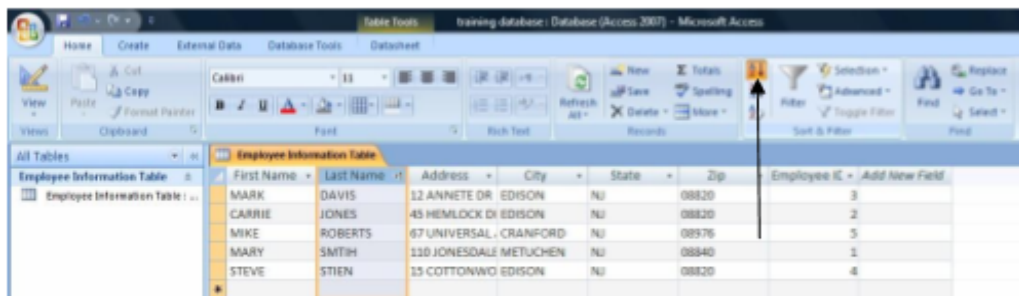 Table Tools training database : Database (Access 2007) - Microsoft Access
Home Create External Data Database Tools Datasheet
View Paste Cut Copy Format Painter
Calibri 11
B I U
Refresh All New Save Delete More Totals Spelling
Filter Selection Advanced Toggle Filter
Find Replace Go To Select
Views Clipboard Font Rich Text Records Sort & Filter Find
All Tables
Employee Information Table
Employee Information Table : ...
Employee Information Table
First Name Last Name Address City State Zip Employee IC Add New Field
MARK DAVIS 12 ANNETE DR EDISON NJ 08820 3
CARRIE JONES 45 HEMLOCK DI EDISON NJ 08820 2
MIKE ROBERTS 67 UNIVERSAL CRANFORD NJ 08976 5
MARY SMTIH 110 JONESDALE METUCHEN NJ 08840 1
STEVE STIEN 15 COTTONWO EDISON NJ 08820 4